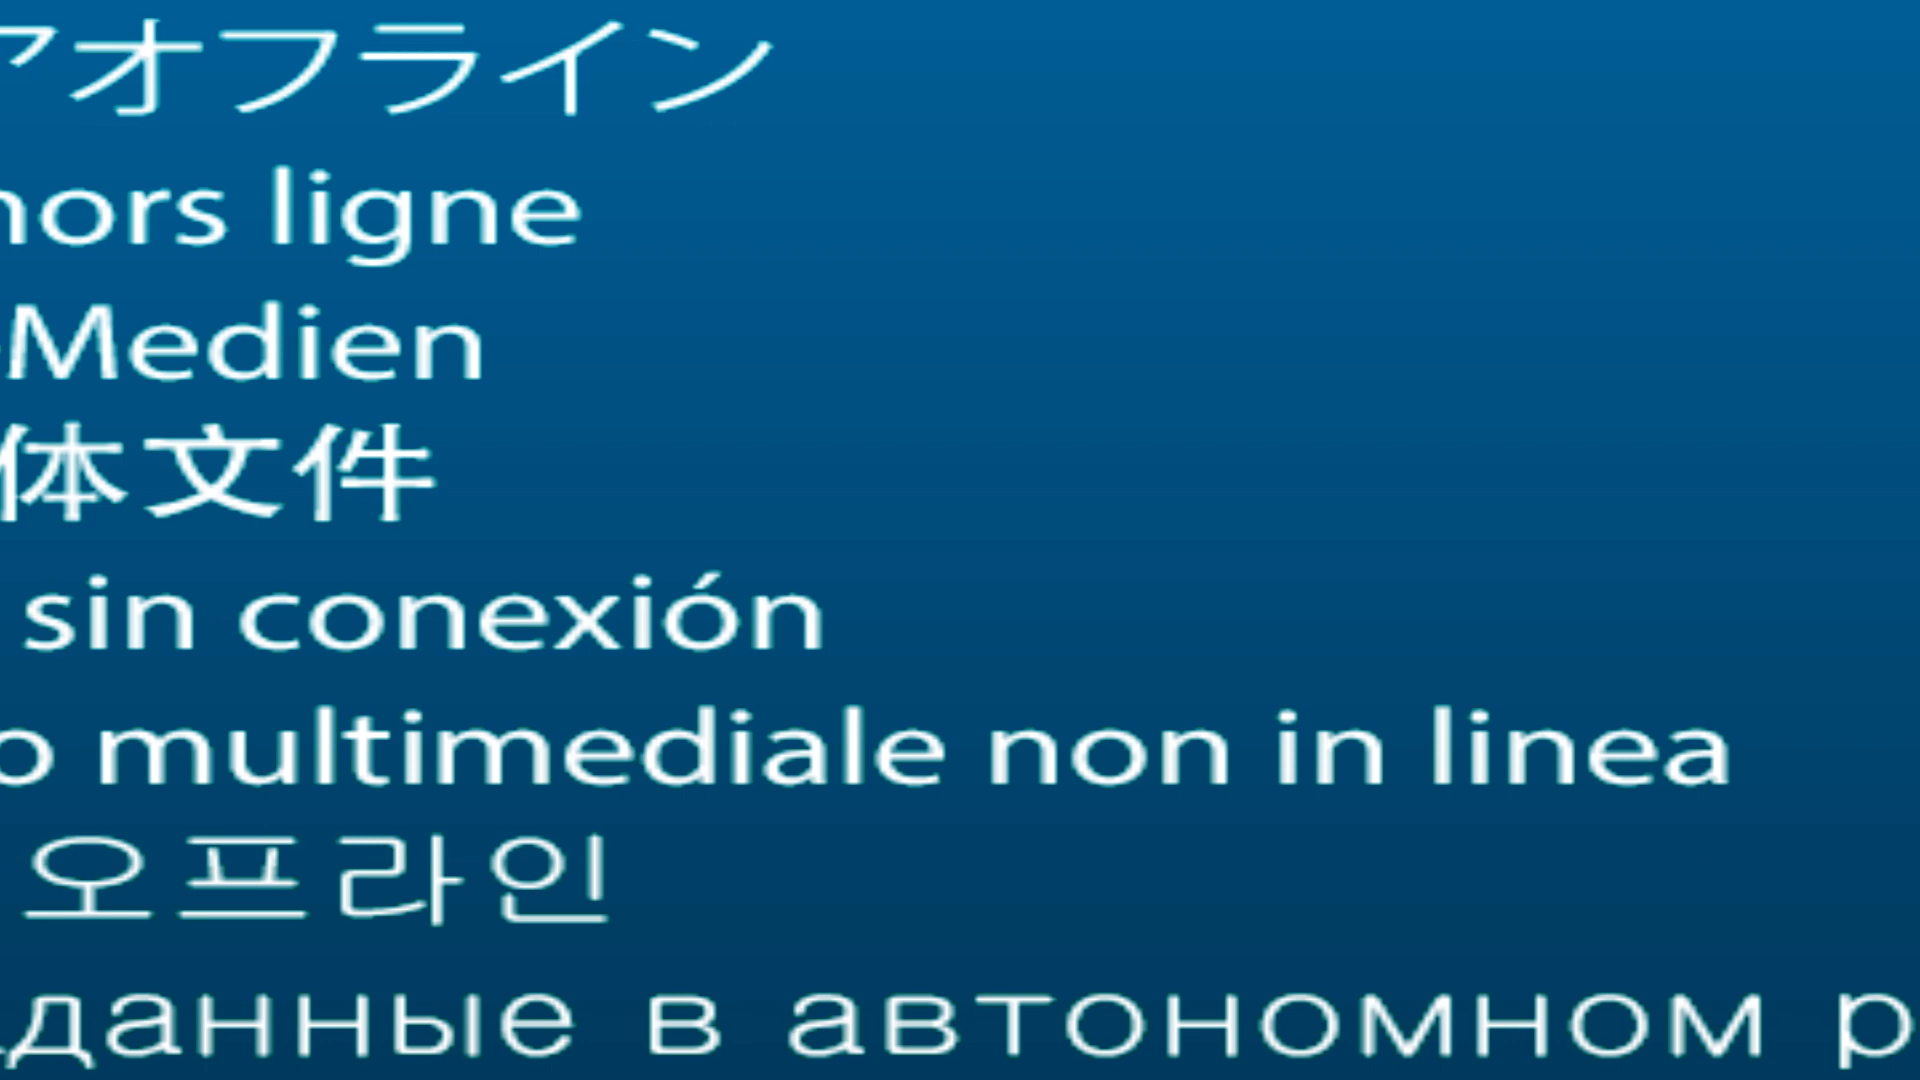 アオフライン
hors ligne
-Medien
体文件
sin conexión
o multimediale non in linea
오프라인
данные в автономном р